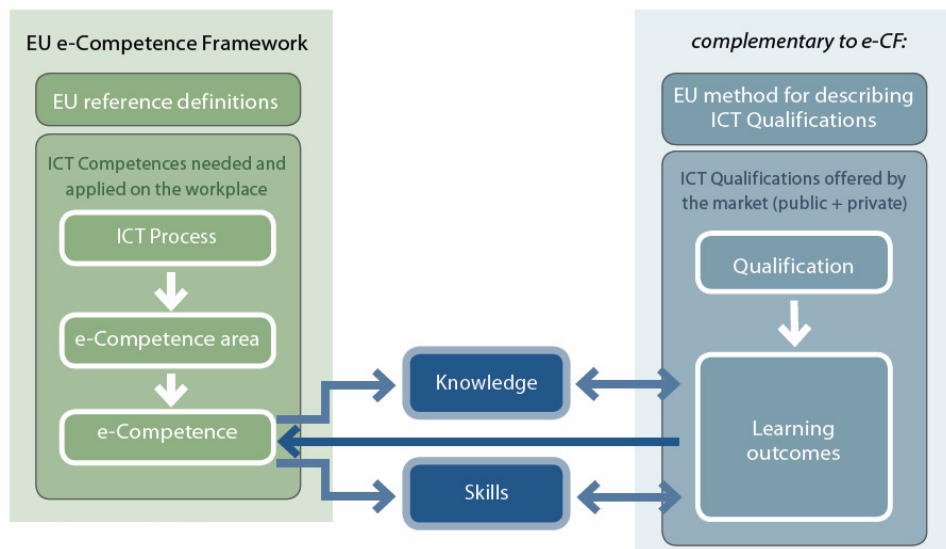 EU e-Competence Framework
EU reference definitions
ICT Competences needed and
applied on the workplace
ICT Process
e-Competence area
e-Competence
Knowledge
Skills
complementary to e-CF:
EU method for describing
ICT Qualifications
ICT Qualifications offered by
the market (public + private)
Qualification
Learning
outcomes